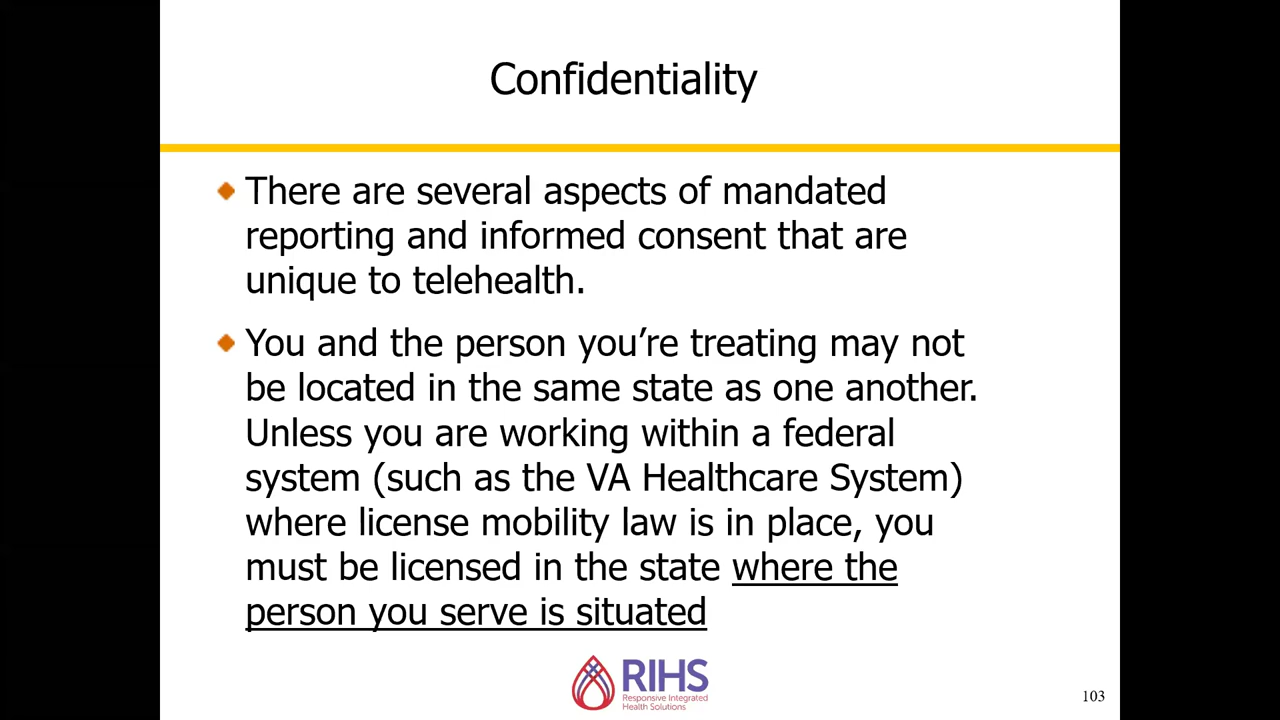 Confidentiality
There are several aspects of mandated
reporting and informed consent that are
unique to telehealth.
You and the person you’re treating may not
be located in the same state as one another.
Unless you are working within a federal
system (such as the VA Healthcare System)
where license mobility law is in place, you
must be licensed in the state where the
person you serve is situated
RIHS
Responsive Integrated
Health Solutions
103